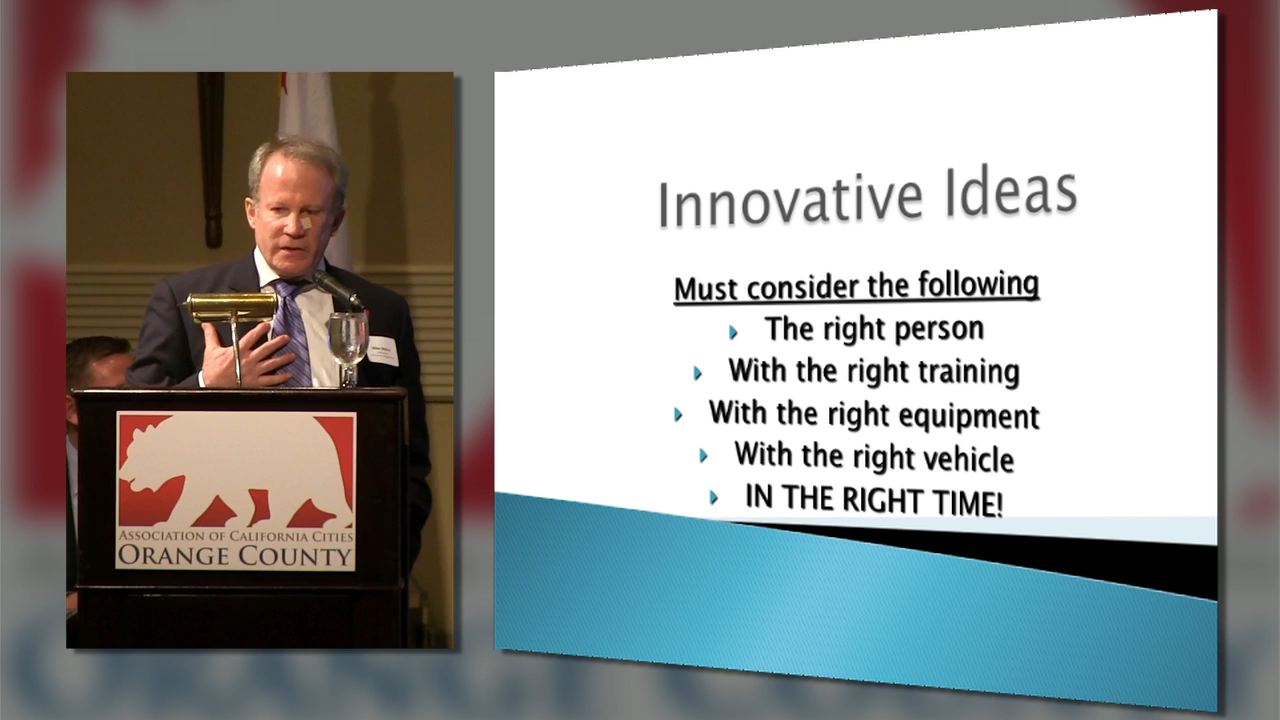 ASSOCIATION OF CALIFORNIA CITIES
ORANGE COUNTY
Innovative Ideas
Must consider the following
The right person
With the right training
With the right equipment
With the right vehicle
IN THE RIGHT TIME!